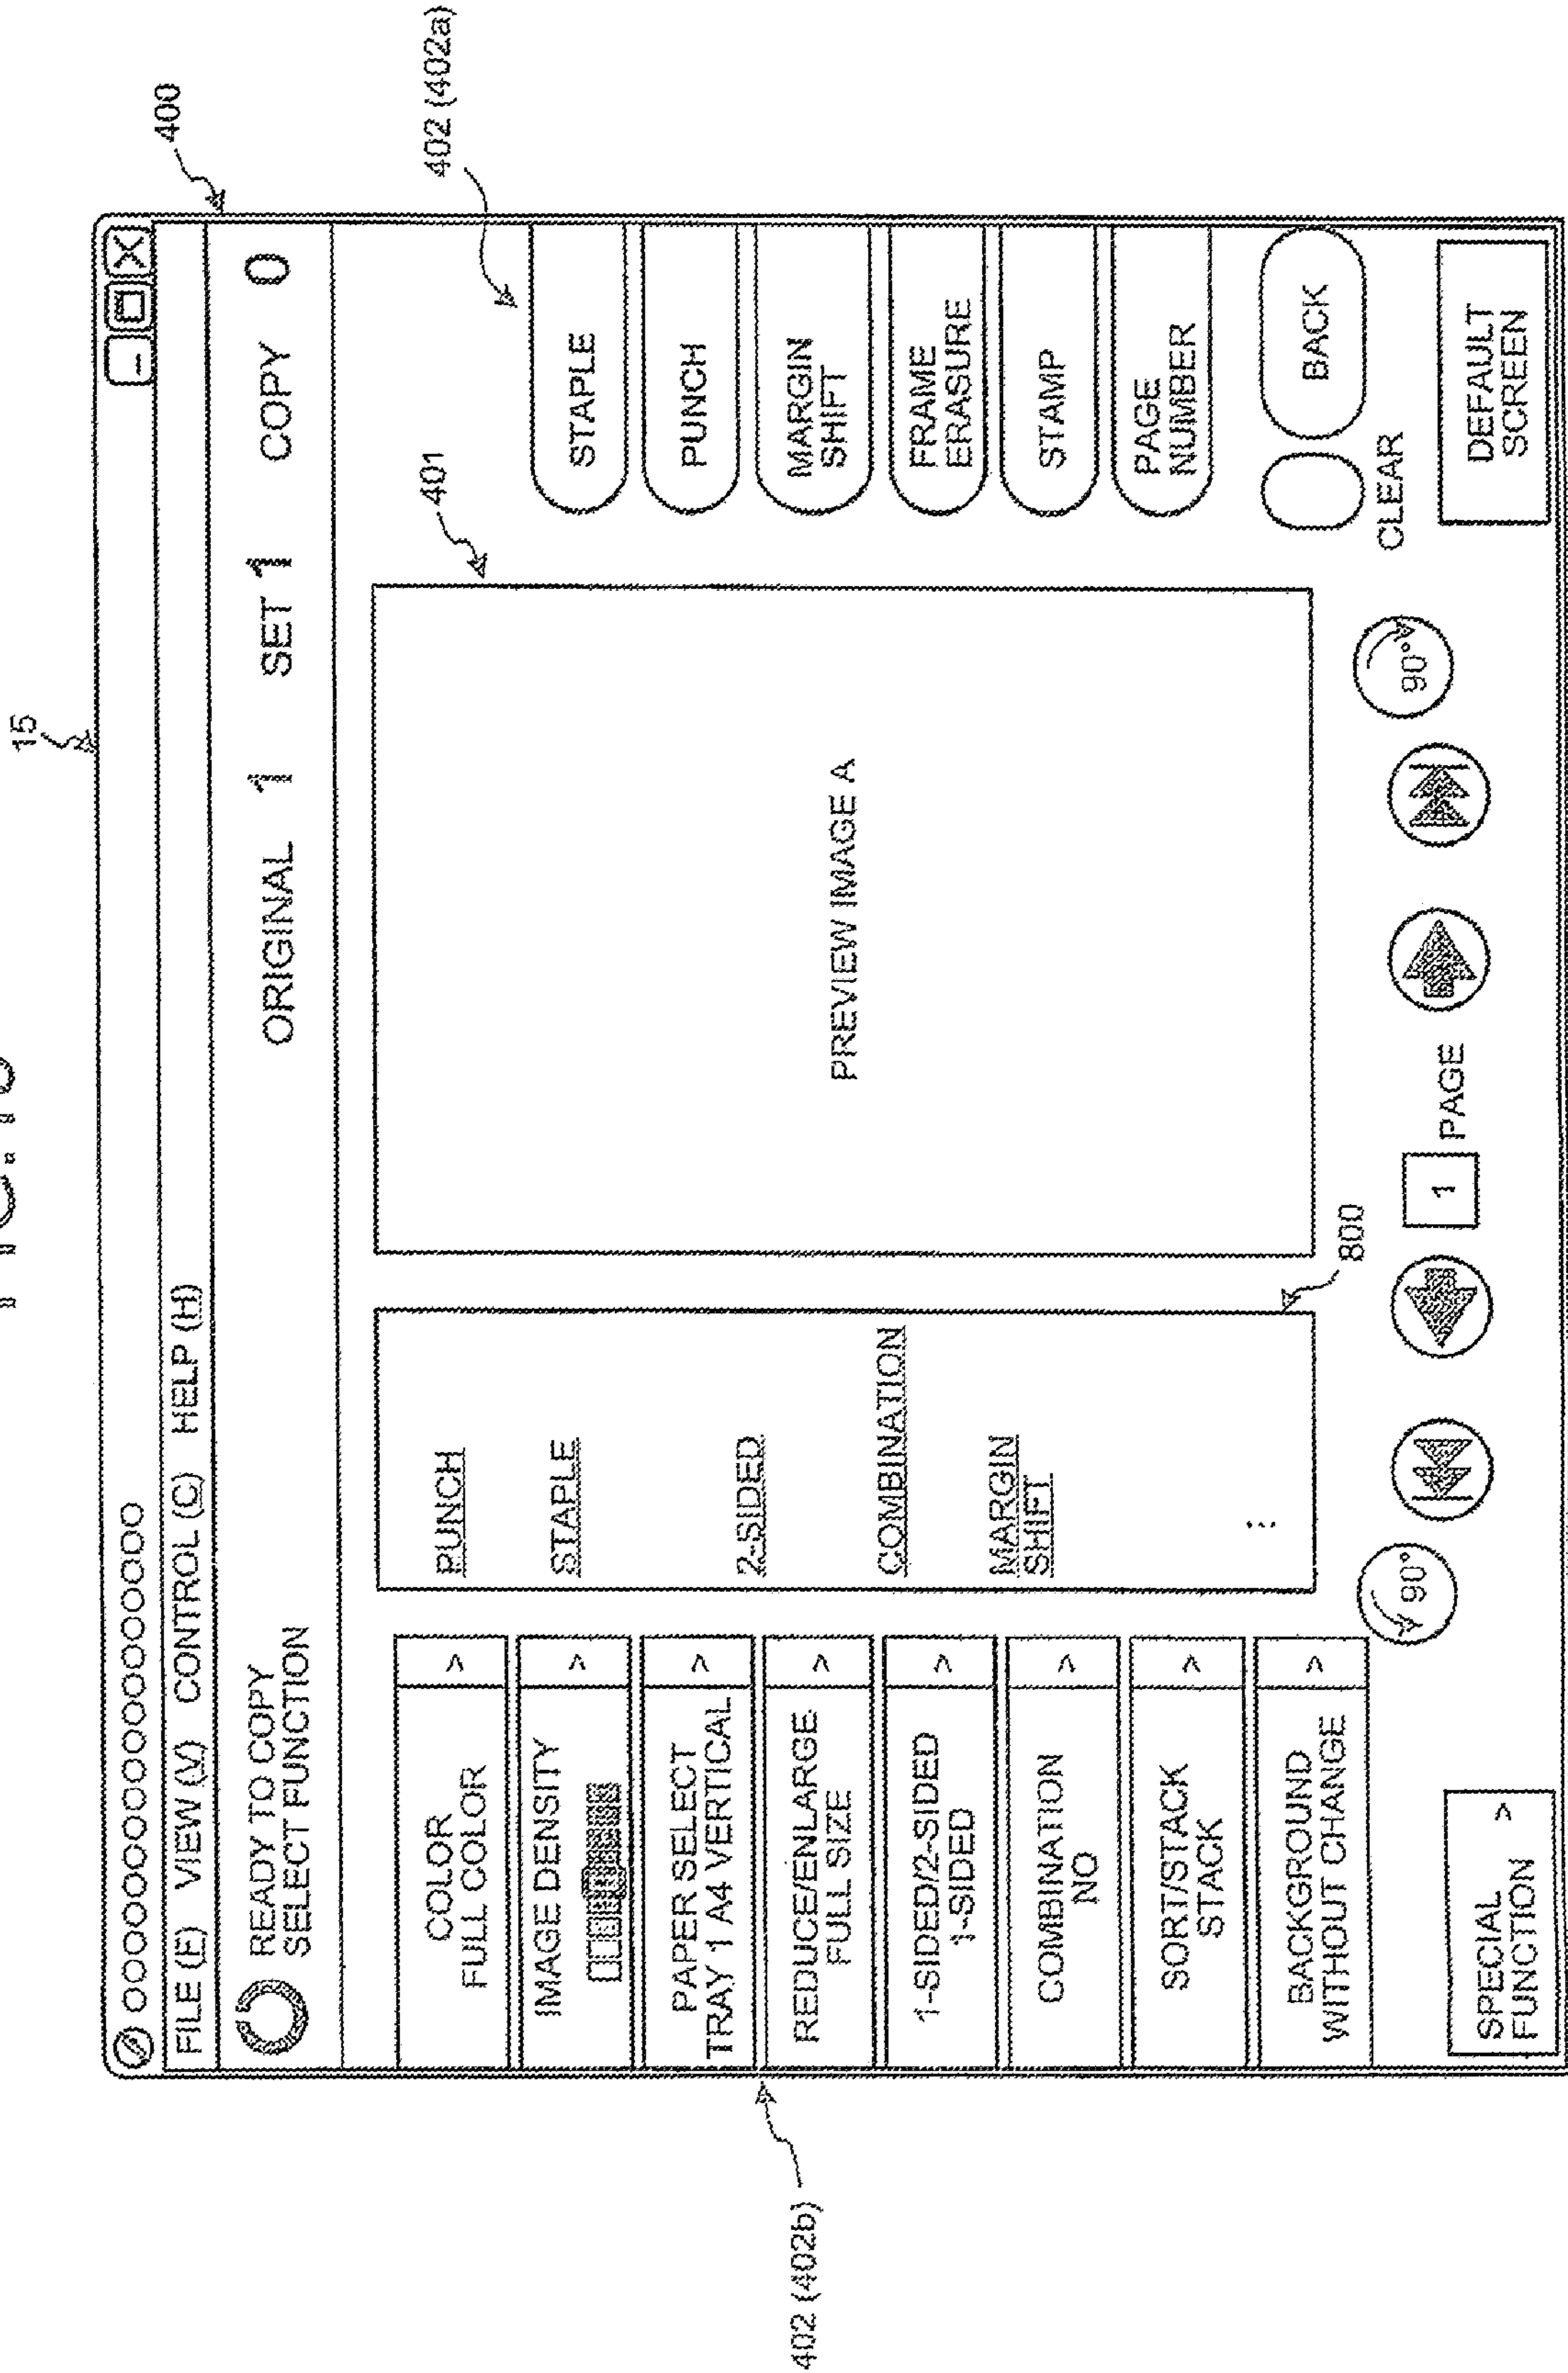 15
400
OOOOOOOOOOOOOOO
FILE (F) VIEW (V) CONTROL (C) HELP (H)
READY TO COPY
SELECT FUNCTION
ORIGINAL 1 SET 1 COPY 0
402 (402a)
401
402 (402b)
COLOR
FULL COLOR
>
IMAGE DENSITY
>
PAPER SELECT
TRAY 1 A4 VERTICAL
>
REDUCE/ENLARGE
FULL SIZE
>
1-SIDED/2-SIDED
1-SIDED
>
COMBINATION
NO
>
SORT/STACK
STACK
>
BACKGROUND
WITHOUT CHANGE
>
SPECIAL
FUNCTION >
PUNCH
STAPLE
2-SIDED
COMBINATION
MARGIN
SHIFT
...
800
PREVIEW IMAGE A
STAPLE
PUNCH
MARGIN
SHIFT
FRAME
ERASURE
STAMP
PAGE
NUMBER
BACK
CLEAR
DEFAULT
SCREEN
90°
1 PAGE
90°